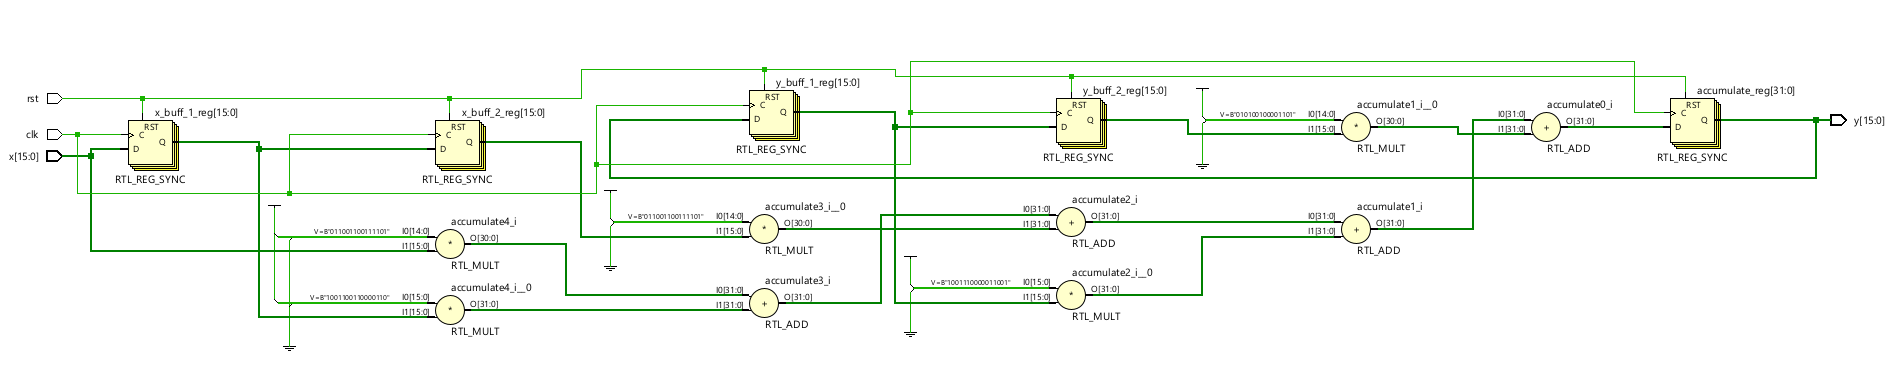 rst
clk
x[15:0]
x_buff_1_reg[15:0]
RST
C
D
Q
RTL_REG_SYNC
x_buff_2_reg[15:0]
RST
C
D
Q
RTL_REG_SYNC
y_buff_1_reg[15:0]
RST
C
D
Q
RTL_REG_SYNC
y_buff_2_reg[15:0]
RST
C
D
Q
RTL_REG_SYNC
accumulate1_i__0
V=B"010100100001101"
I0[14:0]
I1[15:0]
*
O[30:0]
RTL_MULT
accumulate0_i
I0[31:0]
I1[31:0]
+
O[31:0]
RTL_ADD
accumulate_reg[31:0]
RST
C
D
Q
RTL_REG_SYNC
y[15:0]
accumulate4_i
V=B"011001100111101"
I0[14:0]
I1[15:0]
*
O[30:0]
RTL_MULT
accumulate3_i__0
V=B"011001100111101"
I0[14:0]
I1[15:0]
*
O[30:0]
RTL_MULT
accumulate2_i
I0[31:0]
I1[31:0]
+
O[31:0]
RTL_ADD
accumulate1_i
I0[31:0]
I1[31:0]
+
O[31:0]
RTL_ADD
accumulate4_i__0
V=B"1001100110000110"
I0[15:0]
I1[15:0]
*
O[31:0]
RTL_MULT
accumulate3_i
I0[31:0]
I1[31:0]
+
O[31:0]
RTL_ADD
accumulate2_i__0
V=B"1001110000011001"
I0[15:0]
I1[15:0]
*
O[31:0]
RTL_MULT